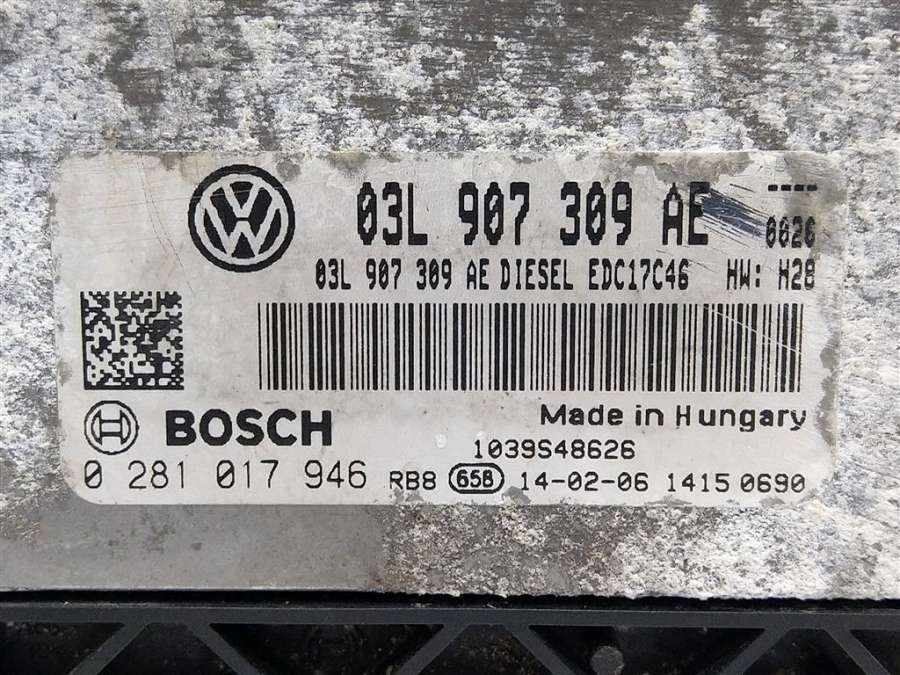 03L 907 309 AE ----
0026
03L 907 309 AE DIESEL EDC17C46 HW: H28
BOSCH
Made in Hungary
1039S48626
0 281 017 946 RB8 658 14-02-06 1415 0690